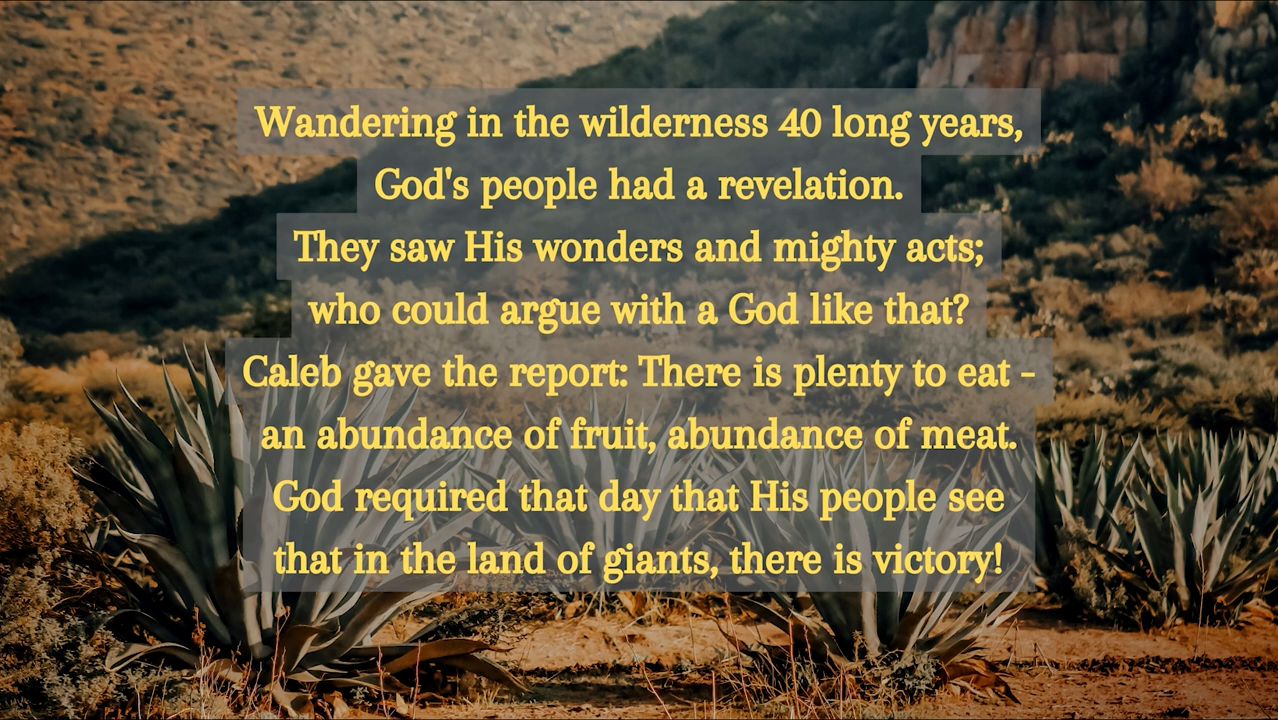 Wandering in the wilderness 40 long years,
God's people had a revelation.
They saw His wonders and mighty acts;
who could argue with a God like that?
Caleb gave the report: There is plenty to eat -
an abundance of fruit, abundance of meat.
God required that day that His people see
that in the land of giants, there is victory!